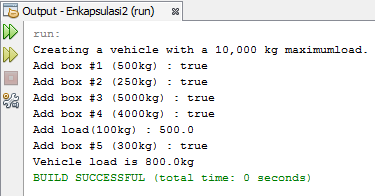 Output - Enkapsulasi2 (run)
run:
Creating a vehicle with a 10,000 kg maximumload.
Add box #1 (500kg) : true
Add box #2 (250kg) : true
Add box #3 (5000kg) : true
Add box #4 (4000kg) : true
Add load(100kg) : 500.0
Add box #5 (300kg) : true
Vehicle load is 800.0kg
BUILD SUCCESSFUL (total time: 0 seconds)